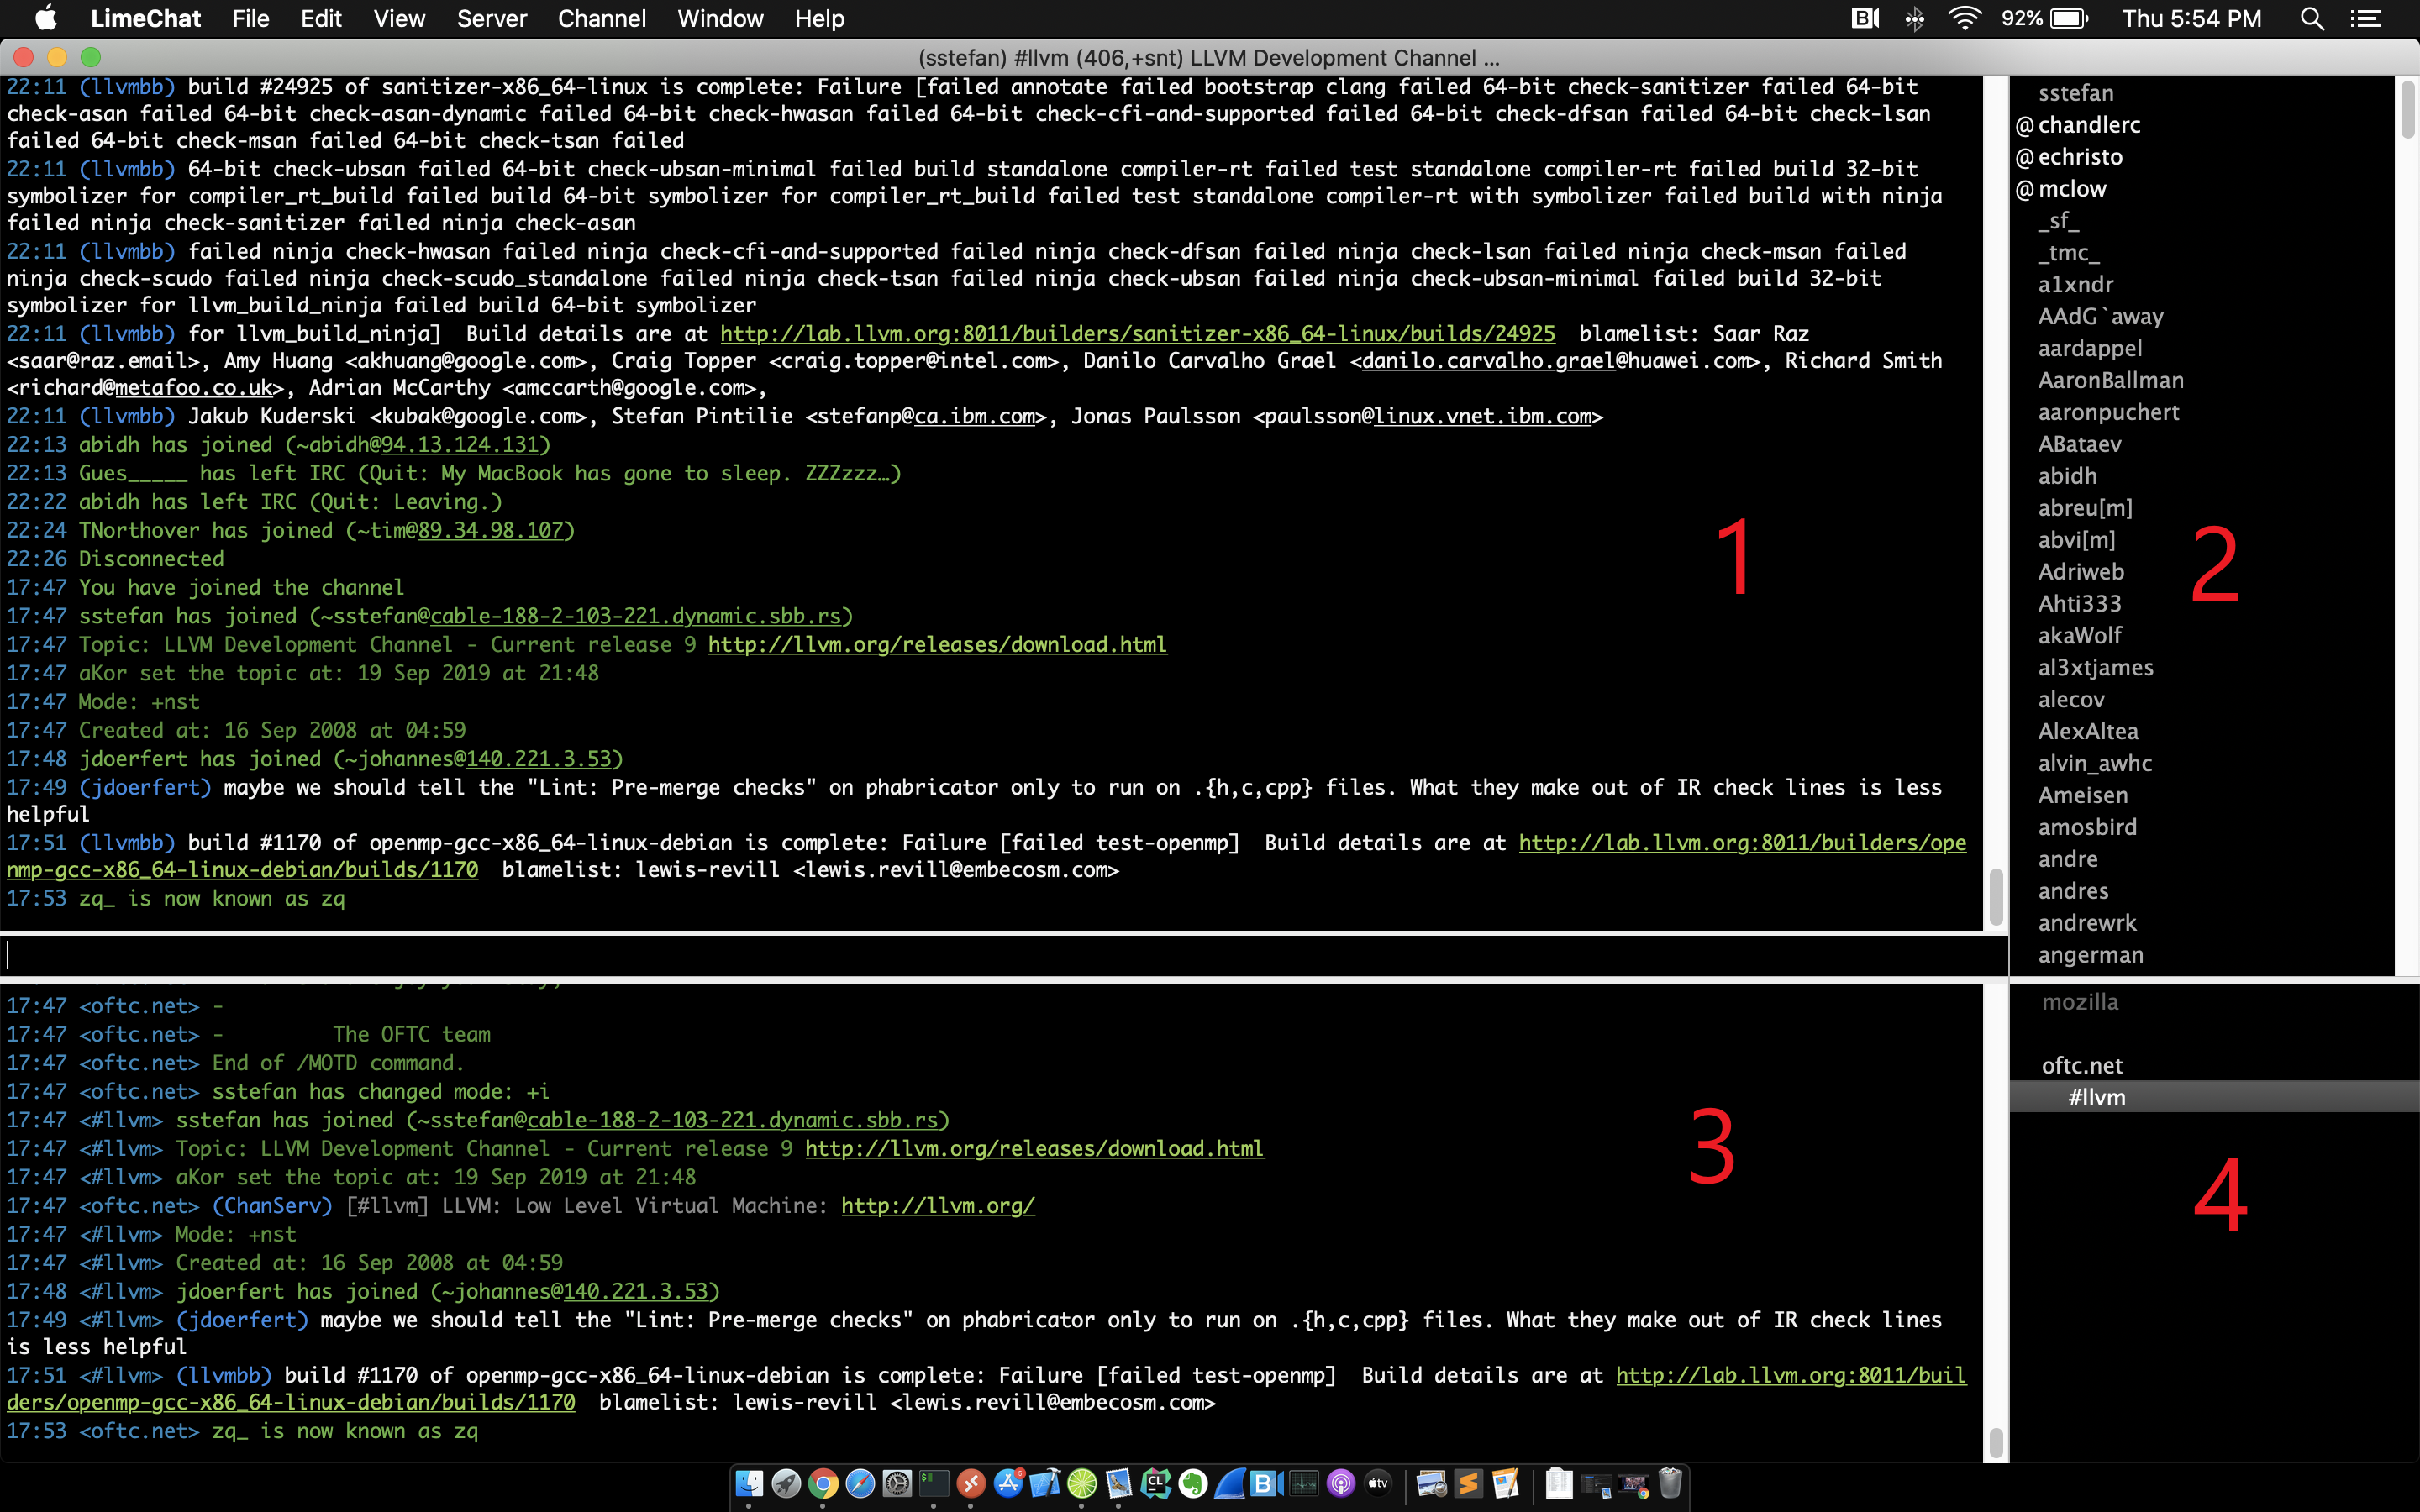 LimeChat File Edit View Server Channel Window Help 92% Thu 5:54 PM
(sstefan) #llvm (406,+snt) LLVM Development Channel ...
22:11 (llvmbb) build #24925 of sanitizer-x86_64-linux is complete: Failure [failed annotate failed bootstrap clang failed 64-bit check-sanitizer failed 64-bit
check-asan failed 64-bit check-asan-dynamic failed 64-bit check-hwasan failed 64-bit check-cfi-and-supported failed 64-bit check-dfsan failed 64-bit check-lsan
failed 64-bit check-msan failed 64-bit check-tsan failed
22:11 (llvmbb) 64-bit check-ubsan failed 64-bit check-ubsan-minimal failed build standalone compiler-rt failed test standalone compiler-rt failed build 32-bit
symbolizer for compiler_rt_build failed build 64-bit symbolizer for compiler_rt_build failed test standalone compiler-rt with symbolizer failed build with ninja
failed ninja check-sanitizer failed ninja check-asan
22:11 (llvmbb) failed ninja check-hwasan failed ninja check-cfi-and-supported failed ninja check-dfsan failed ninja check-lsan failed ninja check-msan failed
ninja check-scudo failed ninja check-scudo_standalone failed ninja check-tsan failed ninja check-ubsan failed ninja check-ubsan-minimal failed build 32-bit
symbolizer for llvm_build_ninja failed build 64-bit symbolizer
22:11 (llvmbb) for llvm_build_ninja]  Build details are at http://lab.llvm.org:8011/builders/sanitizer-x86_64-linux/builds/24925  blamelist: Saar Raz
<saar@raz.email>, Amy Huang <akhuang@google.com>, Craig Topper <craig.topper@intel.com>, Danilo Carvalho Grael <danilo.carvalho.grael@huawei.com>, Richard Smith
<richard@metafoo.co.uk>, Adrian McCarthy <amccarth@google.com>,
22:11 (llvmbb) Jakub Kuderski <kubak@google.com>, Stefan Pintilie <stefanp@ca.ibm.com>, Jonas Paulsson <paulsson@linux.vnet.ibm.com>
22:13 abidh has joined (~abidh@94.13.124.131)
22:13 Gues_____ has left IRC (Quit: My MacBook has gone to sleep. ZZZzzz…)
22:22 abidh has left IRC (Quit: Leaving.)
22:24 TNorthover has joined (~tim@89.34.98.107)
22:26 Disconnected
17:47 You have joined the channel
17:47 sstefan has joined (~sstefan@cable-188-2-103-221.dynamic.sbb.rs)
17:47 Topic: LLVM Development Channel - Current release 9 http://llvm.org/releases/download.html
17:47 aKor set the topic at: 19 Sep 2019 at 21:48
17:47 Mode: +nst
17:47 Created at: 16 Sep 2008 at 04:59
17:48 jdoerfert has joined (~johannes@140.221.3.53)
17:49 (jdoerfert) maybe we should tell the "Lint: Pre-merge checks" on phabricator only to run on .{h,c,cpp} files. What they make out of IR check lines is less
helpful
17:51 (llvmbb) build #1170 of openmp-gcc-x86_64-linux-debian is complete: Failure [failed test-openmp]  Build details are at http://lab.llvm.org:8011/builders/ope
nmp-gcc-x86_64-linux-debian/builds/1170  blamelist: lewis-revill <lewis.revill@embecosm.com>
17:53 zq_ is now known as zq
1
sstefan
@chandlerc
@echristo
@mclow
_sf_
_tmc_
a1xndr
AAdG`away
aardappel
AaronBallman
aaronpuchert
ABataev
abidh
abreu[m]
abvi[m]
Adriweb
Ahti333
akaWolf
al3xtjames
alecov
AlexAltea
alvin_awhc
Ameisen
amosbird
andre
andres
andrewrk
angerman
2
17:47 <oftc.net> -
17:47 <oftc.net> -         The OFTC team
17:47 <oftc.net> End of /MOTD command.
17:47 <oftc.net> sstefan has changed mode: +i
17:47 <#llvm> sstefan has joined (~sstefan@cable-188-2-103-221.dynamic.sbb.rs)
17:47 <#llvm> Topic: LLVM Development Channel - Current release 9 http://llvm.org/releases/download.html
17:47 <#llvm> aKor set the topic at: 19 Sep 2019 at 21:48
17:47 <oftc.net> (ChanServ) [#llvm] LLVM: Low Level Virtual Machine: http://llvm.org/
17:47 <#llvm> Mode: +nst
17:47 <#llvm> Created at: 16 Sep 2008 at 04:59
17:48 <#llvm> jdoerfert has joined (~johannes@140.221.3.53)
17:49 <#llvm> (jdoerfert) maybe we should tell the "Lint: Pre-merge checks" on phabricator only to run on .{h,c,cpp} files. What they make out of IR check lines
is less helpful
17:51 <#llvm> (llvmbb) build #1170 of openmp-gcc-x86_64-linux-debian is complete: Failure [failed test-openmp]  Build details are at http://lab.llvm.org:8011/buil
ders/openmp-gcc-x86_64-linux-debian/builds/1170  blamelist: lewis-revill <lewis.revill@embecosm.com>
17:53 <oftc.net> zq_ is now known as zq
3
mozilla
oftc.net
#llvm
4